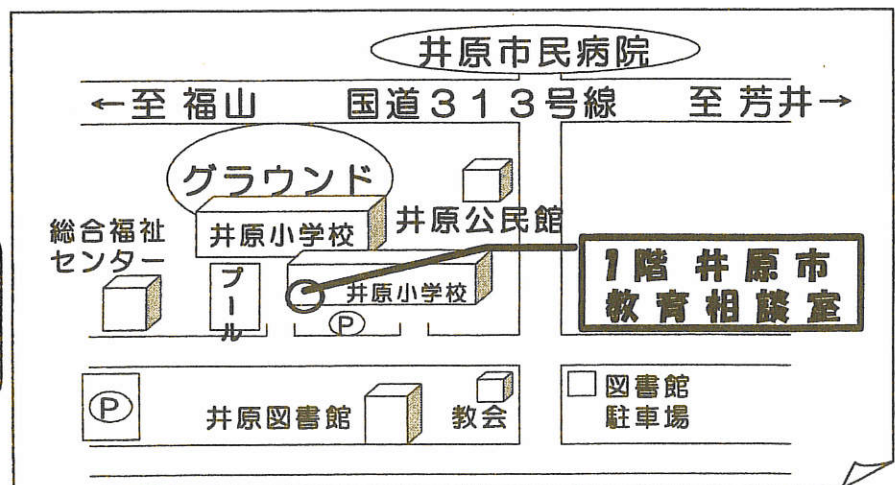 井原市民病院
←至 福山 国道313号線 至 芳井→
グラウンド
井原公民館
総合福祉
センター
井原小学校
プール
井原小学校
P
1階 井原市
教育相談室
P
井原図書館
教会
図書館
駐車場